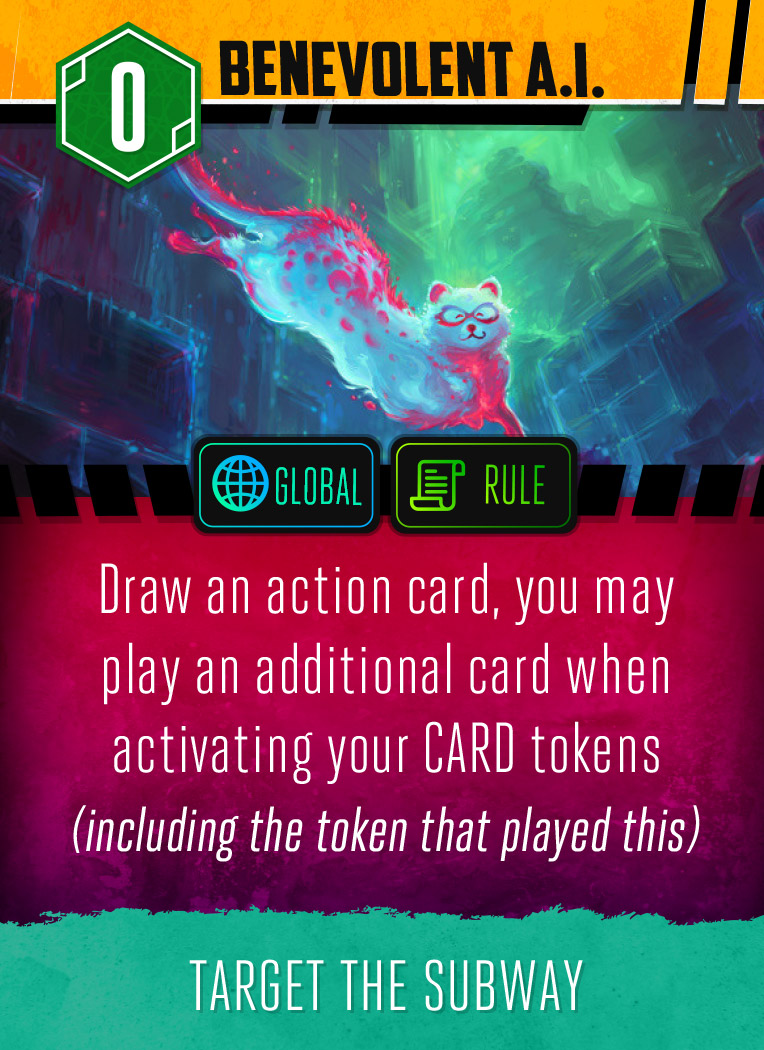 0
BENEVOLENT A.I.
GLOBAL
RULE
Draw an action card, you may
play an additional card when
activating your CARD tokens
(including the token that played this)
TARGET THE SUBWAY